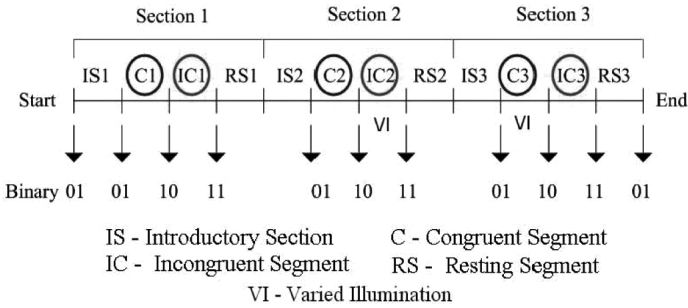 Section 1 Section 2 Section 3
IS1 C1 IC1 RS1 IS2 C2 IC2 RS2 IS3 C3 IC3 RS3
Start End
VI VI
Binary 01 01 10 11 01 10 11 01 10 11 01
IS - Introductory Section C - Congruent Segment
IC - Incongruent Segment RS - Resting Segment
VI - Varied Illumination